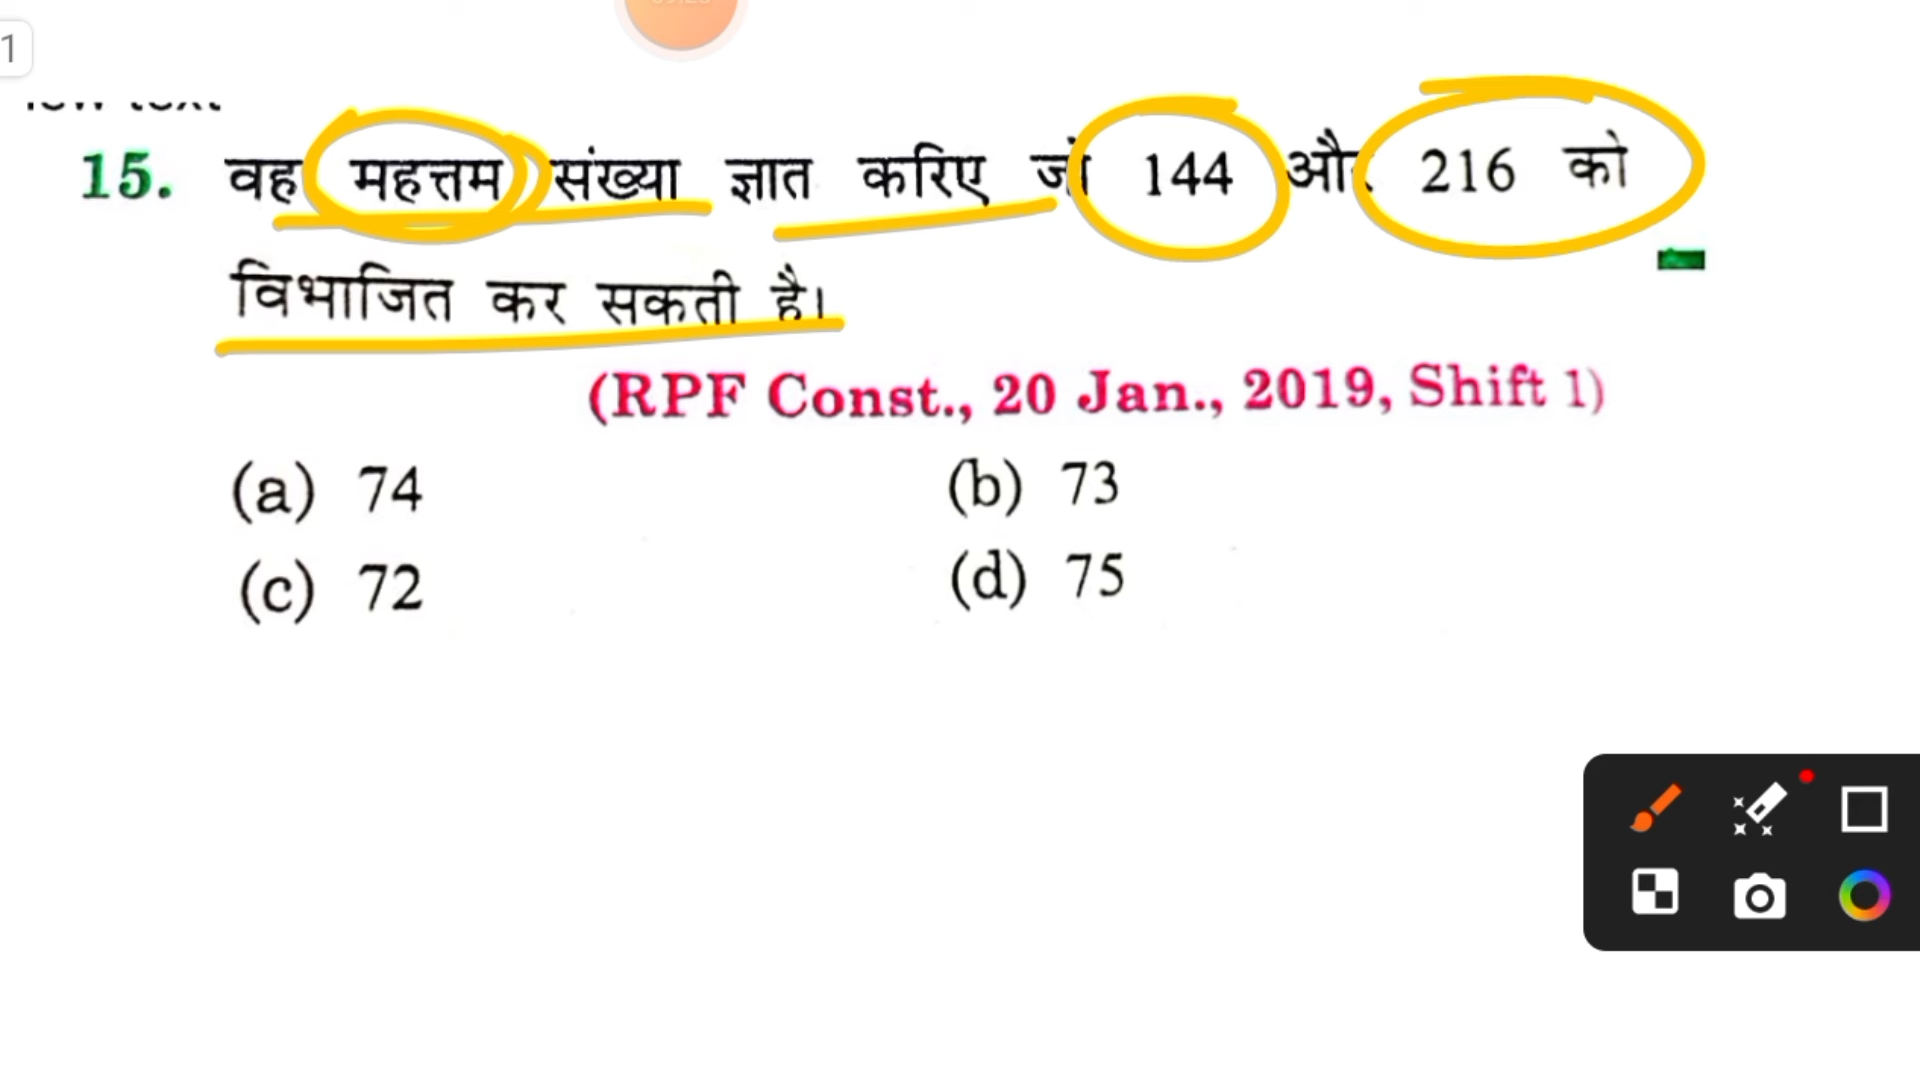 1
15. वह महत्तम संख्या ज्ञात करिए जो 144 और 216 को
विभाजित कर सकती है।
(RPF Const., 20 Jan., 2019, Shift 1)
(a) 74 (b) 73
(c) 72 (d) 75